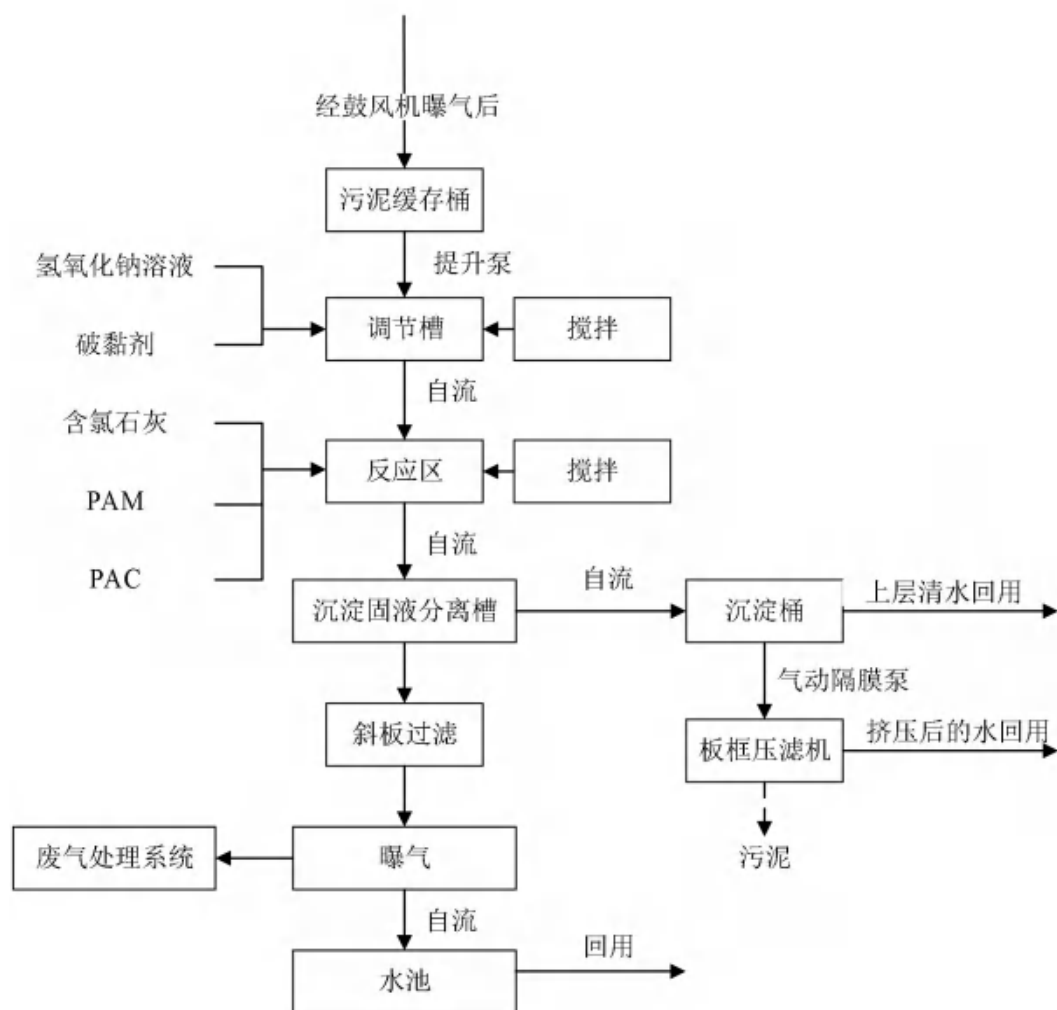 经鼓风机曝气后
污泥缓存桶
提升泵
氢氧化钠溶液
破黏剂
调节槽
搅拌
自流
含氯石灰
PAM
PAC
反应区
搅拌
自流
沉淀固液分离槽
自流
沉淀桶
上层清水回用
气动隔膜泵
斜板过滤
板框压滤机
挤压后的水回用
污泥
废气处理系统
曝气
自流
水池
回用